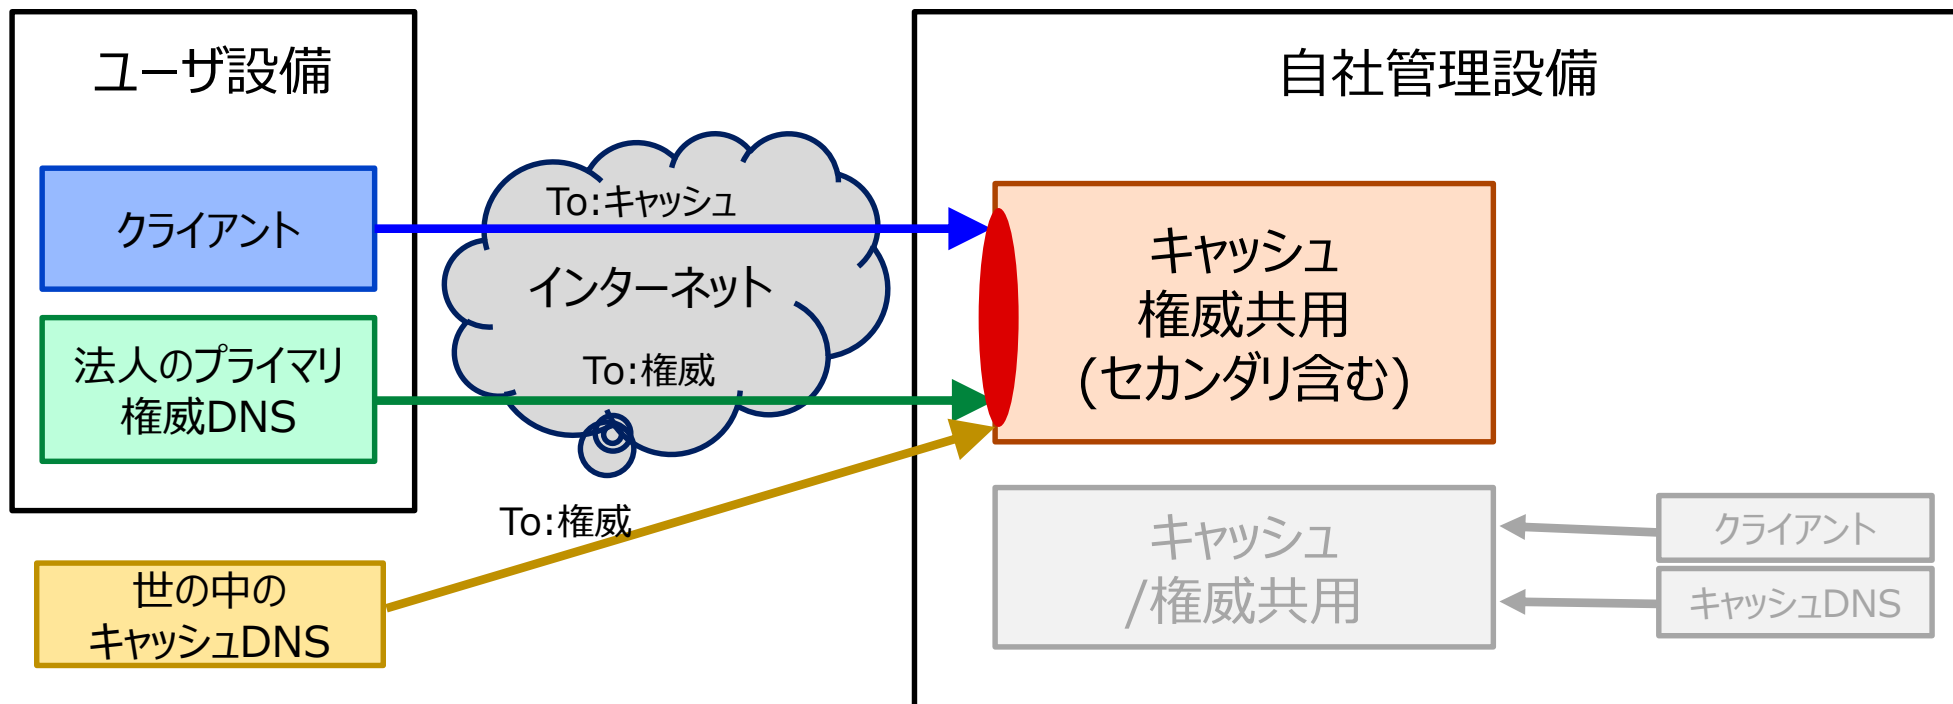 ユーザ設備
自社管理設備
クライアント
To:キャッシュ
インターネット
法人のプライマリ
権威DNS
To:権威
キャッシュ
権威共用
(セカンダリ含む)
To:権威
世の中の
キャッシュDNS
キャッシュ
/権威共用
クライアント
キャッシュDNS